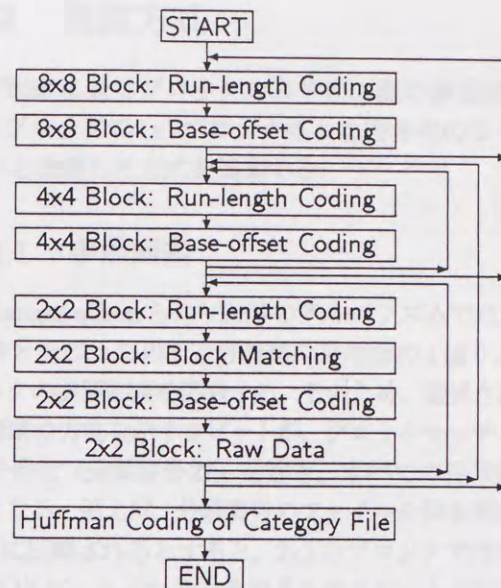 START
8x8 Block: Run-length Coding
8x8 Block: Base-offset Coding
4x4 Block: Run-length Coding
4x4 Block: Base-offset Coding
2x2 Block: Run-length Coding
2x2 Block: Block Matching
2x2 Block: Base-offset Coding
2x2 Block: Raw Data
Huffman Coding of Category File
END